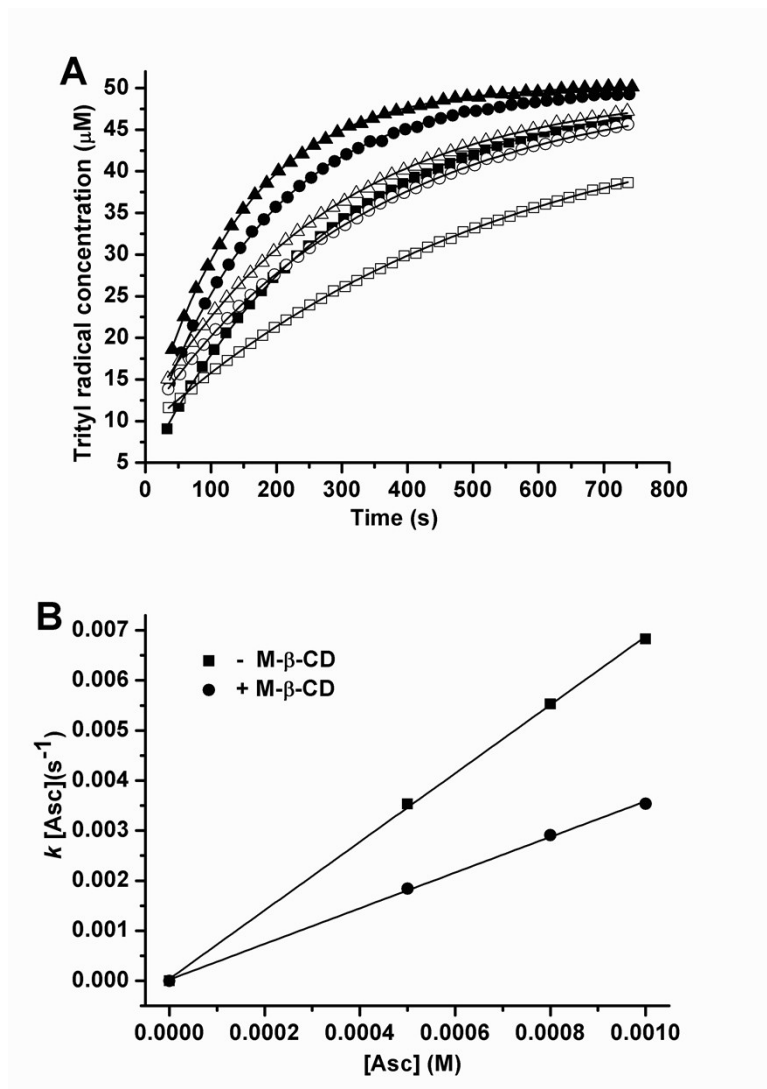 A
Trityl radical concentration (μM)
50
45
40
35
30
25
20
15
10
5
0 100 200 300 400 500 600 700 800
Time (s)
B
k [Asc](s⁻¹)
0.007
0.006
0.005
0.004
0.003
0.002
0.001
0.000
- M-β-CD
+ M-β-CD
0.0000 0.0002 0.0004 0.0006 0.0008 0.0010
[Asc] (M)